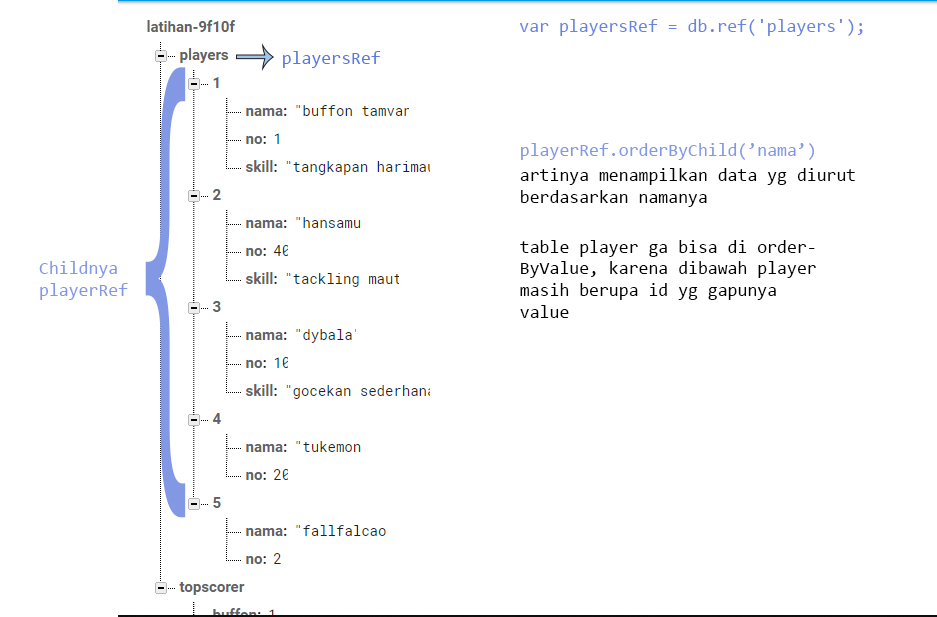 latihan-9f10f
players
playersRef
1
nama: "buffon tamvan
no: 1
skill: "tangkapan harimau
2
nama: "hansamu
no: 40
skill: "tackling maut
3
nama: "dybala"
no: 10
skill: "gocekan sederhana
4
nama: "tukemon
no: 20
5
nama: "fallfalcao
no: 2
topscorer
buffon: 1
Childnya
playerRef
var playersRef = db.ref('players');
playerRef.orderByChild(’nama’)
artinya menampilkan data yg diurut
berdasarkan namanya
table player ga bisa di order-
ByValue, karena dibawah player
masih berupa id yg gapunya
value